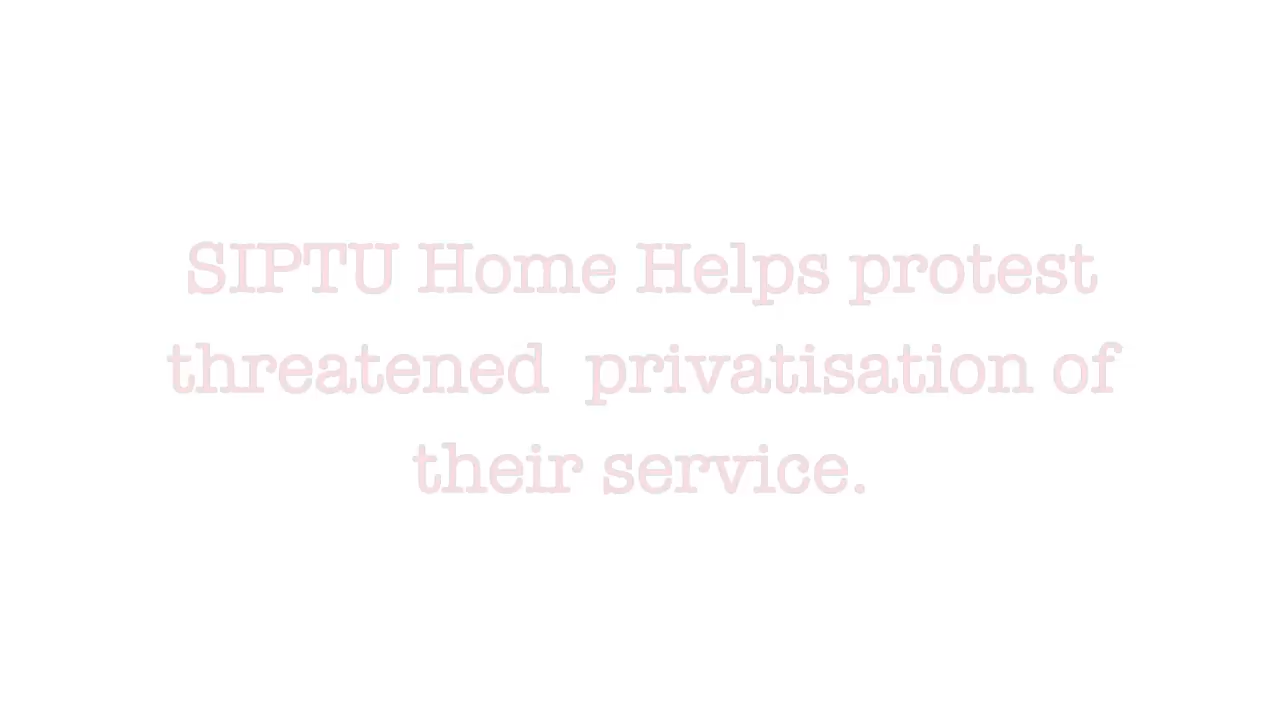 SIPTU Home Helps protest
threatened  privatisation of
their service.